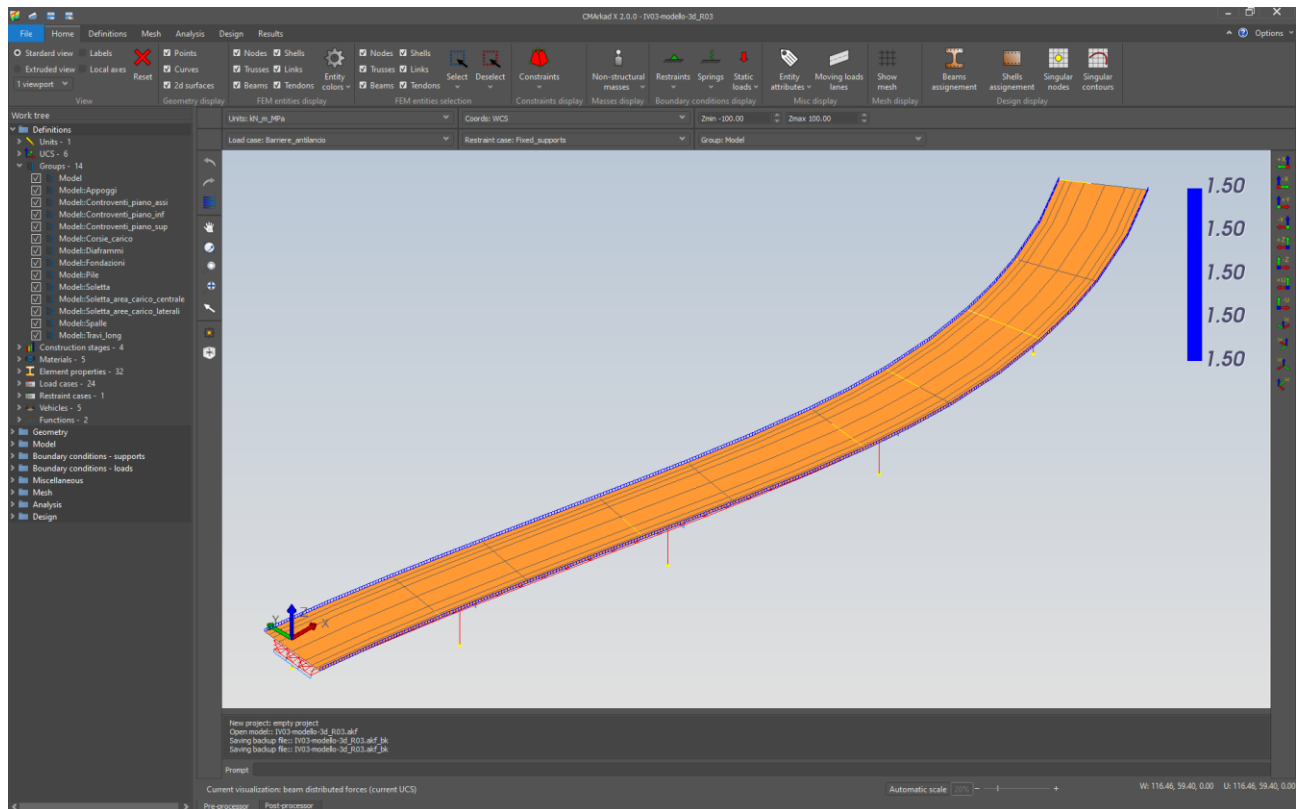 CMArkad X 2.0.0 - IV03-modello-3d_R03
File Home Definitions Mesh Analysis Design Results
Options
Stardard view Labels Points Nodes Shells Nodes Shells
Extruded view Local axes Curves Trusses Links Trusses Links
1 viewport Reset 2d surfaces Beams Tendons Entity colors Beams Tendons Select Deselect Constraints Non-structural masses Restraints Springs Static loads Entity attributes Moving loads lanes Show mesh Beams assignement Shells assignement Singular nodes Singular contours
View Geometry display FEM entities display FEM entities selection Constraints display Masses display Boundary conditions display Misc display Mesh display Design display
Work tree
Units: kN_m_MPa Coords: WCS Zmin -100.00 Zmax 100.00
Load case: Barriere_antilancio Restraint case: Fixed_supports Group: Model
Definitions
Units - 1
UCS - 6
Groups - 14
Model
Model::Appoggi
Model::Controventi_piano_assi
Model::Controventi_piano_inf
Model::Controventi_piano_sup
Model::Corsie_carico
Model::Diaframmi
Model::Fondazioni
Model::Pile
Model::Soletta
Model::Soletta_area_carico_centrale
Model::Soletta_aree_carico_laterali
Model::Spalle
Model::Travi_long
Construction stages - 4
Materials - 5
Element properties - 32
Load cases - 24
Restraint cases - 1
Vehicles - 5
Functions - 2
Geometry
Model
Boundary conditions - supports
Boundary conditions - loads
Miscellaneous
Mesh
Analysis
Design
1.50
1.50
1.50
1.50
1.50
Z
Y
X
New project: empty project
Open model:: IV03-modello-3d_R03.akf
Saving backup file:: IV03-modello-3d_R03.akf_bk
Saving backup file:: IV03-modello-3d_R03.akf_bk
Prompt
Current visualization: beam distributed forces (current UCS) Automatic scale 20% - + W: 116.46, 59.40, 0.00 U: 116.46, 59.40, 0.00
Pre-processor Post-processor